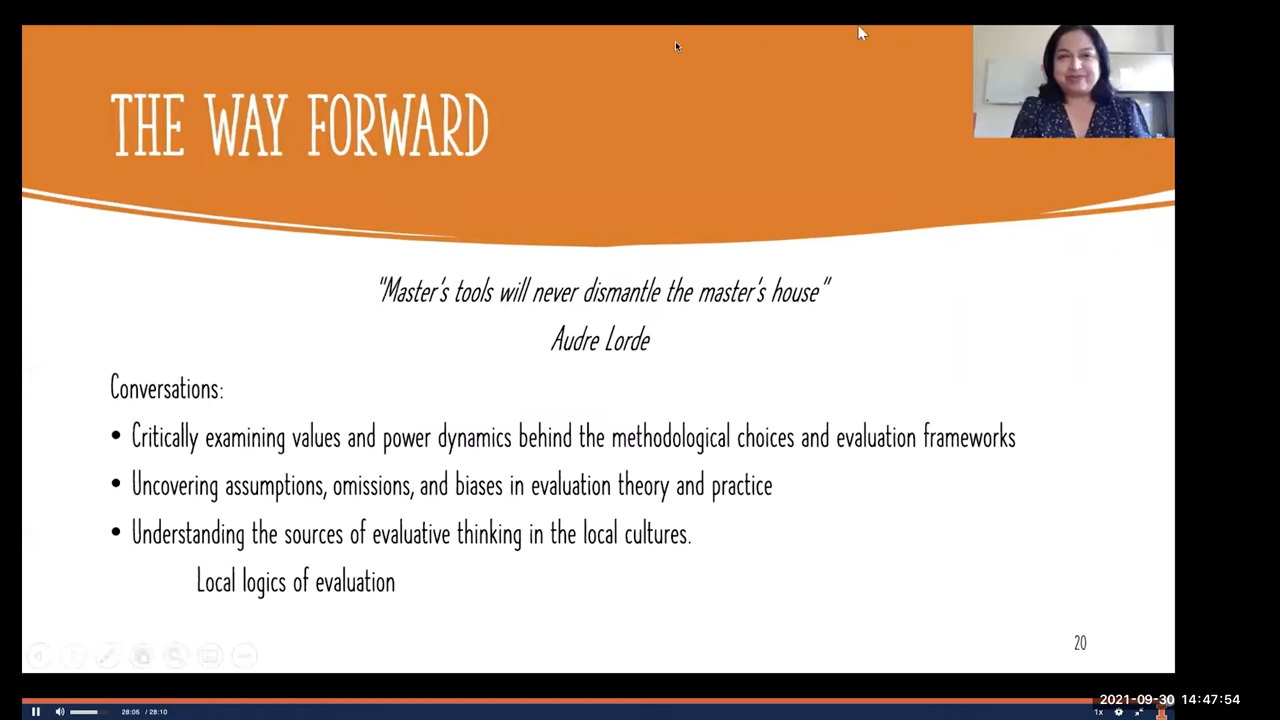 THE WAY FORWARD
"Master's tools will never dismantle the master's house"
Audre Lorde
Conversations:
• Critically examining values and power dynamics behind the methodological choices and evaluation frameworks
• Uncovering assumptions, omissions, and biases in evaluation theory and practice
• Understanding the sources of evaluative thinking in the local cultures.
Local logics of evaluation
20
2021-09-30 14:47:54
28:05 / 28:10
1x